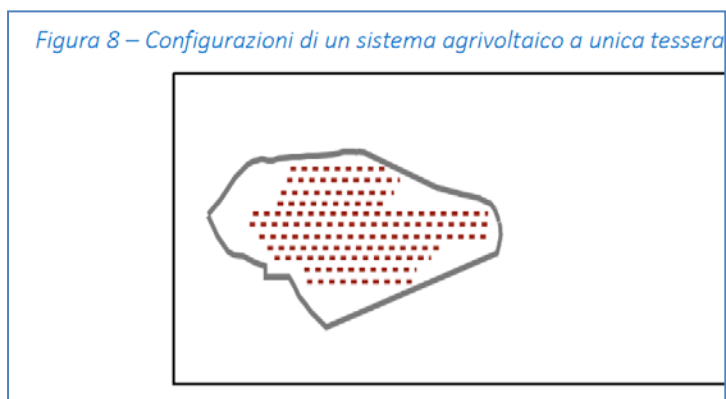 Figura 8 – Configurazioni di un sistema agrivoltaico a unica tessera